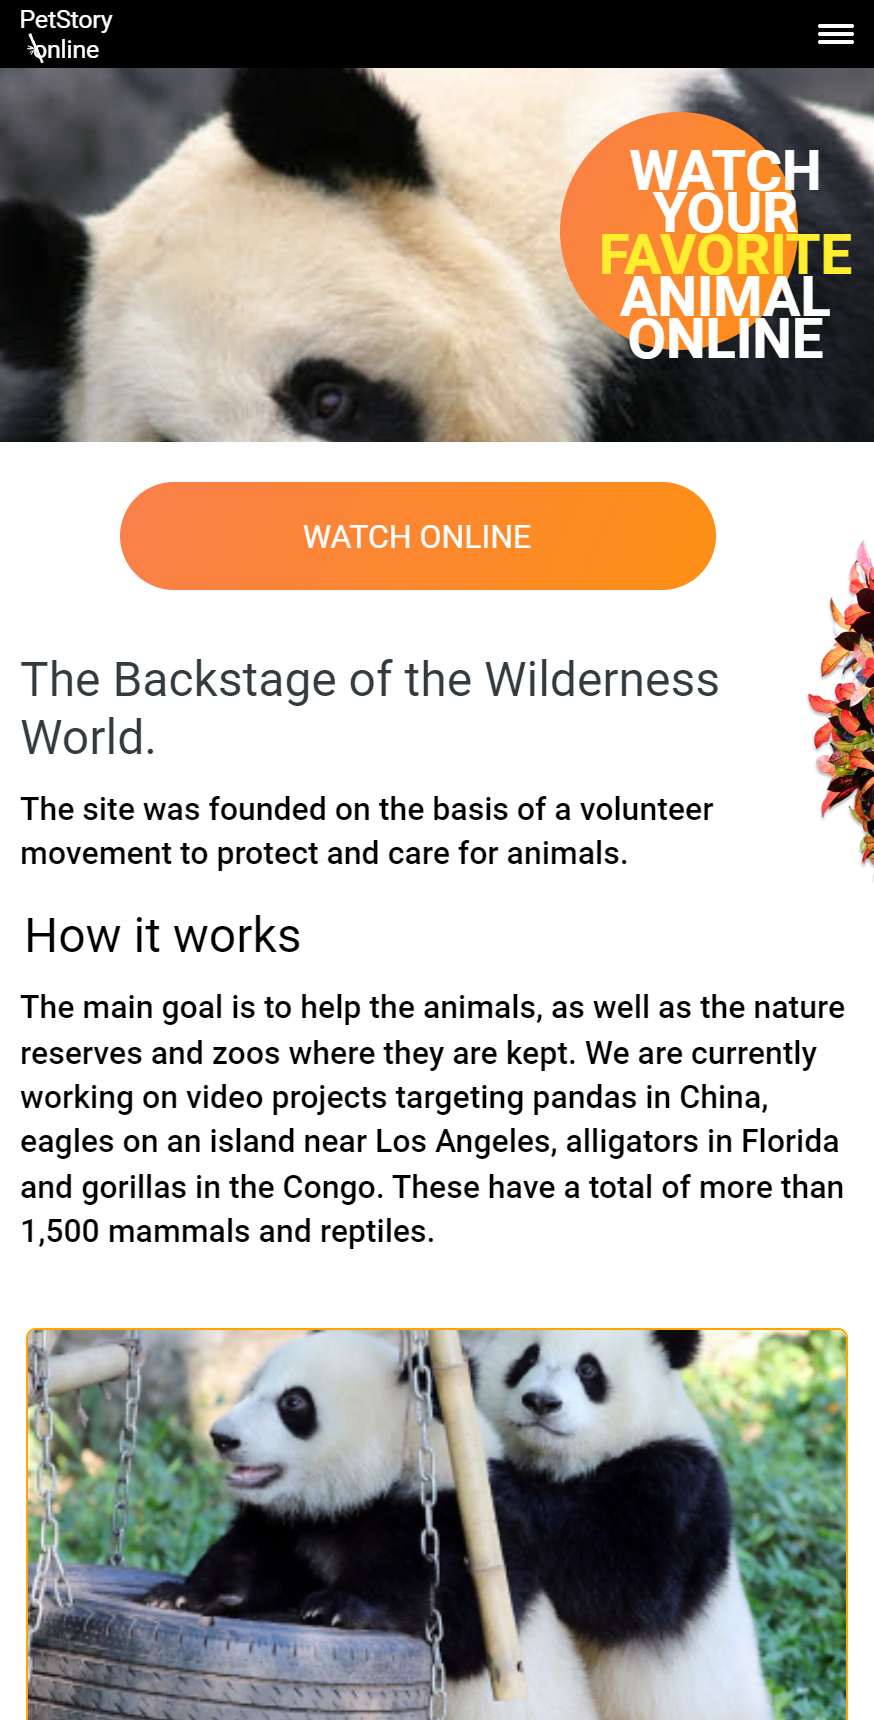 PetStory
online
WATCH
YOUR
FAVORITE
ANIMAL
ONLINE
WATCH ONLINE
The Backstage of the Wilderness
World.
The site was founded on the basis of a volunteer
movement to protect and care for animals.
How it works
The main goal is to help the animals, as well as the nature
reserves and zoos where they are kept. We are currently
working on video projects targeting pandas in China,
eagles on an island near Los Angeles, alligators in Florida
and gorillas in the Congo. These have a total of more than
1,500 mammals and reptiles.